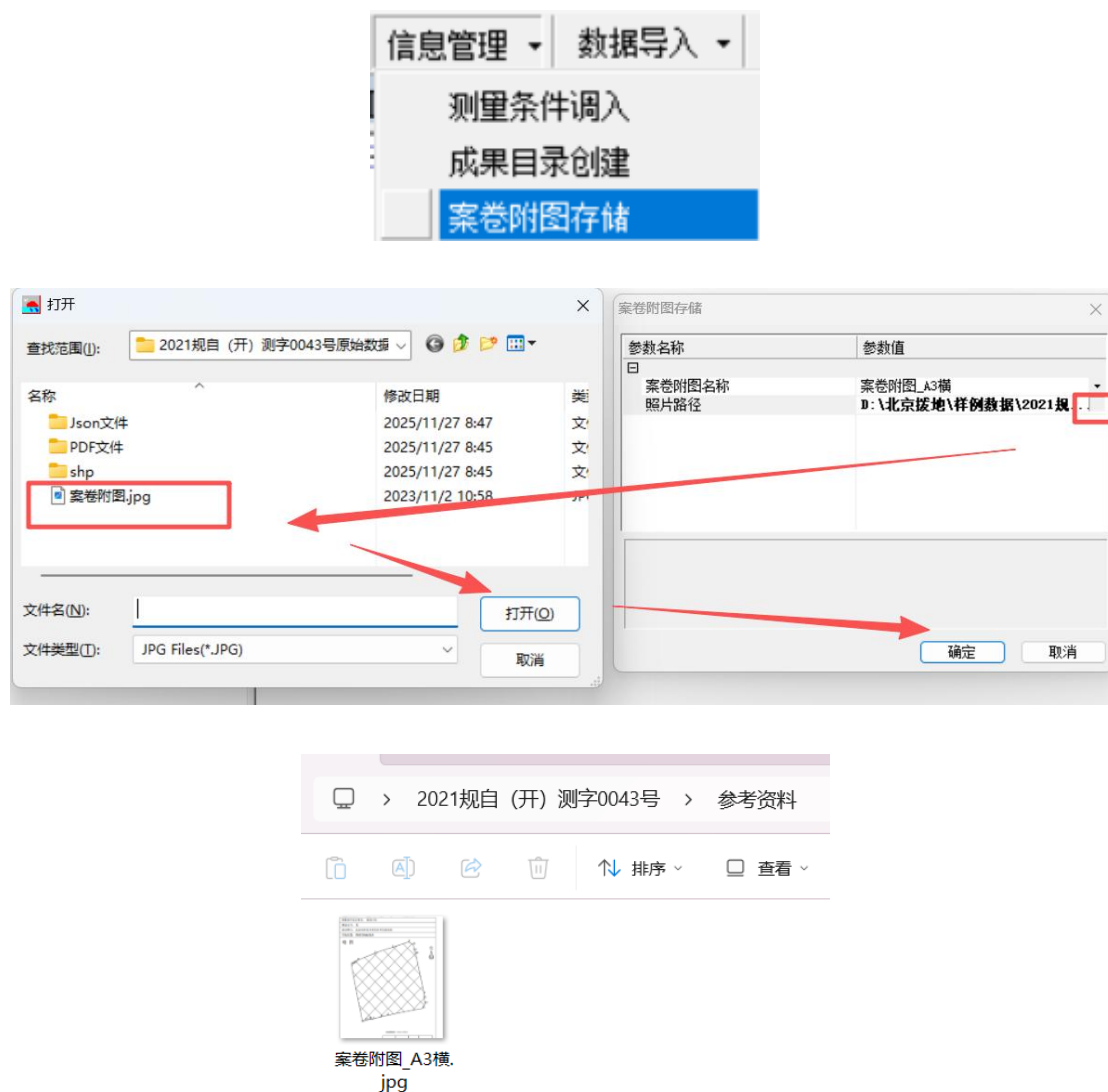 信息管理 数据导入
测量条件调入
成果目录创建
案卷附图存储
打开
查找范围(I): 2021规自（开）测字0043号原始数据
名称 修改日期
Json文件 2025/11/27 8:47
PDF文件 2025/11/27 8:45
shp 2025/11/27 8:45
案卷附图.jpg 2023/11/2 10:58
文件名(N): 打开(O)
文件类型(T): JPG Files(*.JPG) 取消
案卷附图存储
参数名称 参数值
案卷附图名称 案卷附图_A3横
照片路径 D:\北京拨地\样例数据\2021规...
确定 取消
2021规自（开）测字0043号 > 参考资料
排序 查看
案卷附图_A3横.
jpg